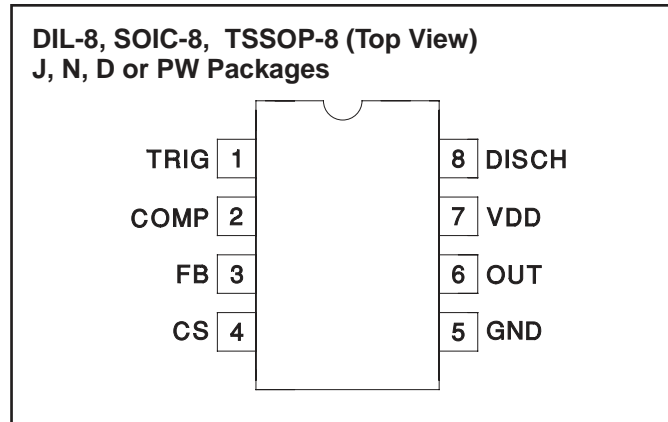 DIL-8, SOIC-8, TSSOP-8 (Top View)
J, N, D or PW Packages
TRIG 1 8 DISCH
COMP 2 7 VDD
FB 3 6 OUT
CS 4 5 GND